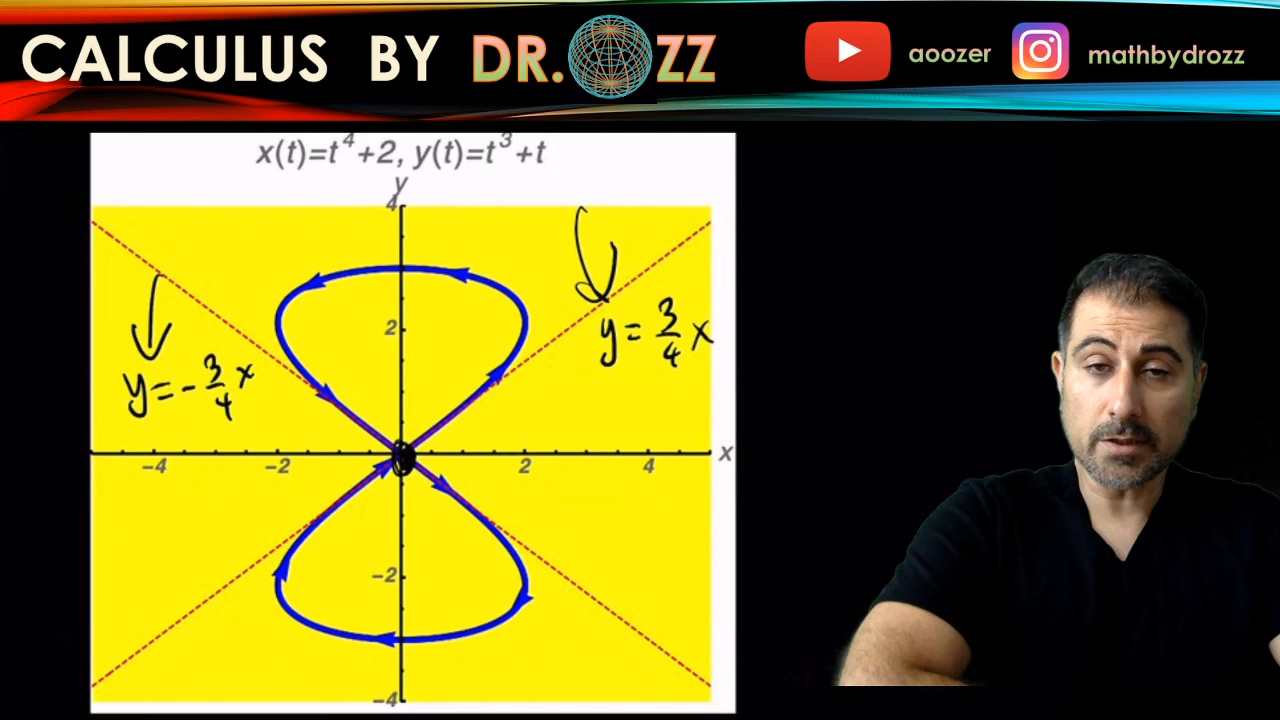 CALCULUS BY DR. ZZ
aoozer
mathbydrozz
x(t)=t⁴+2, y(t)=t³+t
y
4
y = 3/4 x
2
y = - 3/4 x
-4 -2 2 4 x
-2
-4